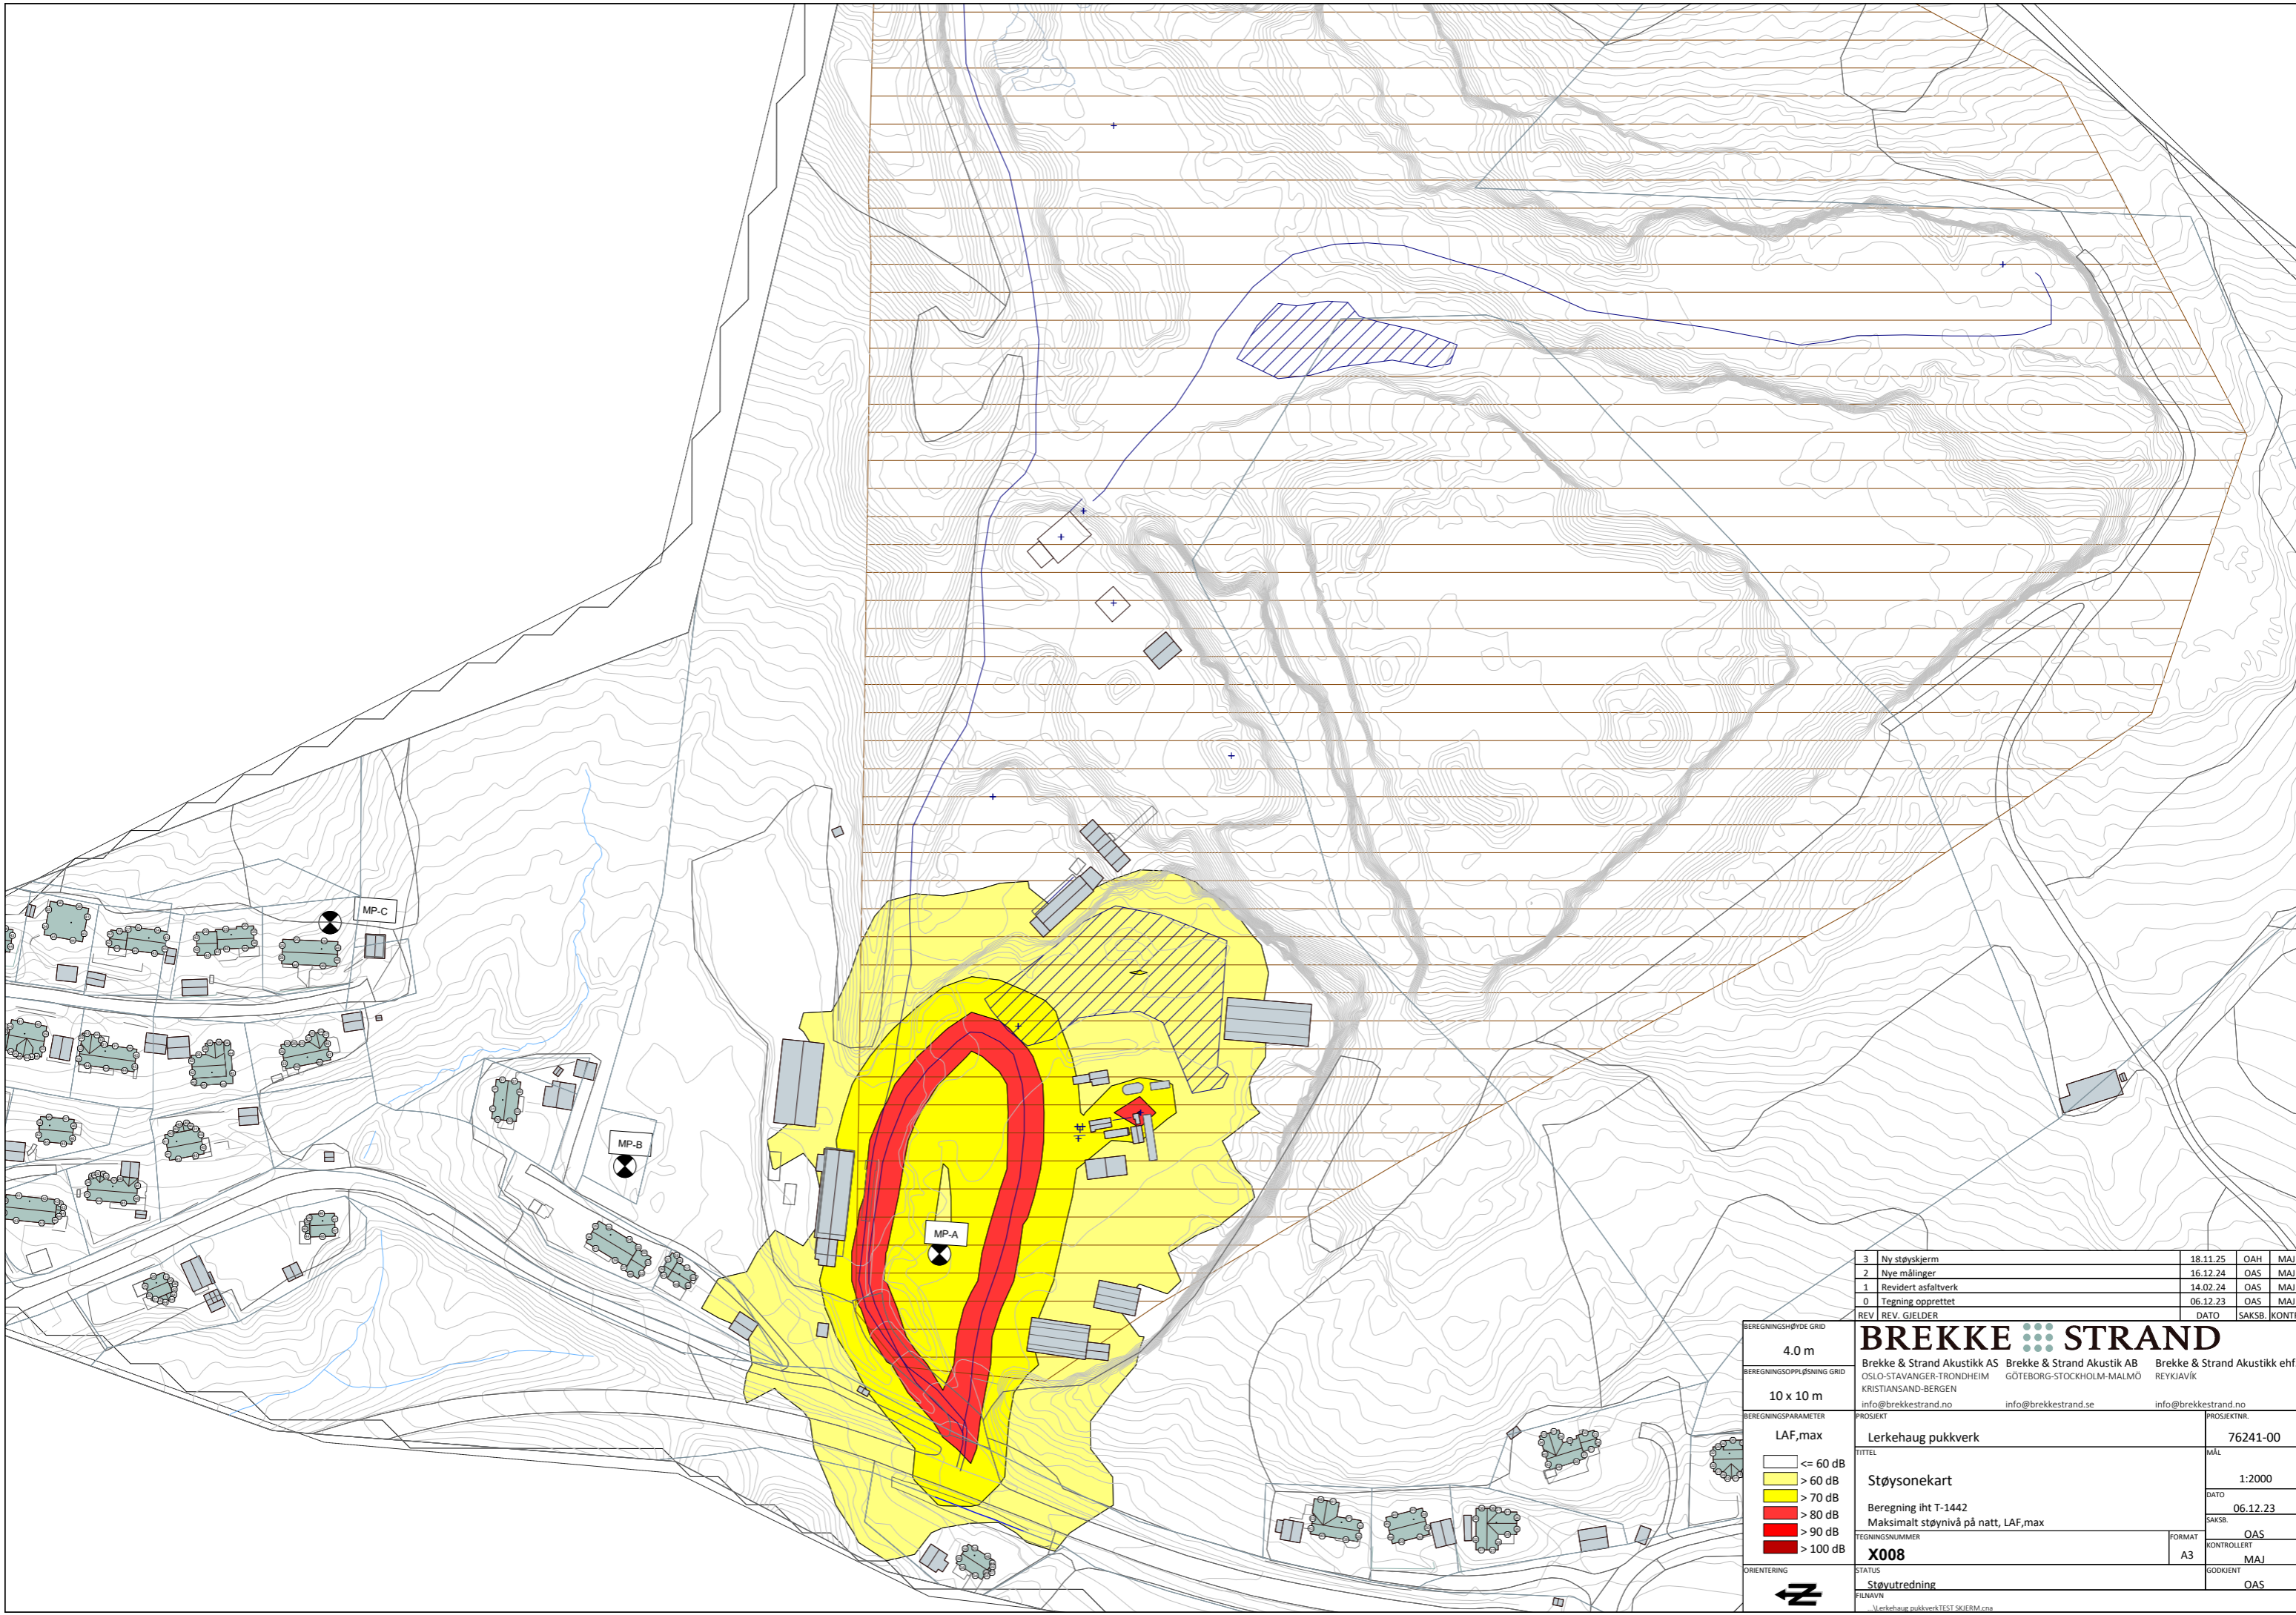 MP-C
MP-B
MP-A
3 Ny støyskjerm 18.11.25 OAH MAJ
2 Nye målinger 16.12.24 OAS MAJ
1 Revidert asfaltverk 14.02.24 OAS MAJ
0 Tegning opprettet 06.12.23 OAS MAJ
REV REV. GJELDER DATO SAKSB.
BEREGNINGSHØYDE GRID
4.0 m
BEREGNINGSOPPLØSNING GRID
10 x 10 m
BEREGNINGSPARAMETER
LAF,max
<= 60 dB
> 60 dB
> 70 dB
> 80 dB
> 90 dB
> 100 dB
ORIENTERING
BREKKE STRAND
Brekke & Strand Akustikk AS Brekke & Strand Akustik AB Brekke & Strand Akustikk ehf
OSLO-STAVANGER-TRONDHEIM GÖTEBORG-STOCKHOLM-MALMÖ REYKJAVÍK
KRISTIANSAND-BERGEN
info@brekkestrand.no info@brekkestrand.se info@brekkestrand.no
PROSJEKT
Lerkehaug pukkverk
PROSJEKTNR.
76241-00
TITTEL
Støysonekart
Beregning iht T-1442
Maksimalt støynivå på natt, LAF,max
MÅL
1:2000
DATO
06.12.23
SAKSB.
OAS
TEGNINGSNUMMER
X008
FORMAT
A3
KONTROLLERT
MAJ
STATUS
Støyutredning
GODKJENT
OAS
FILNAVN
...\Lerkehaug pukkverk\TEST SKJERM.cna